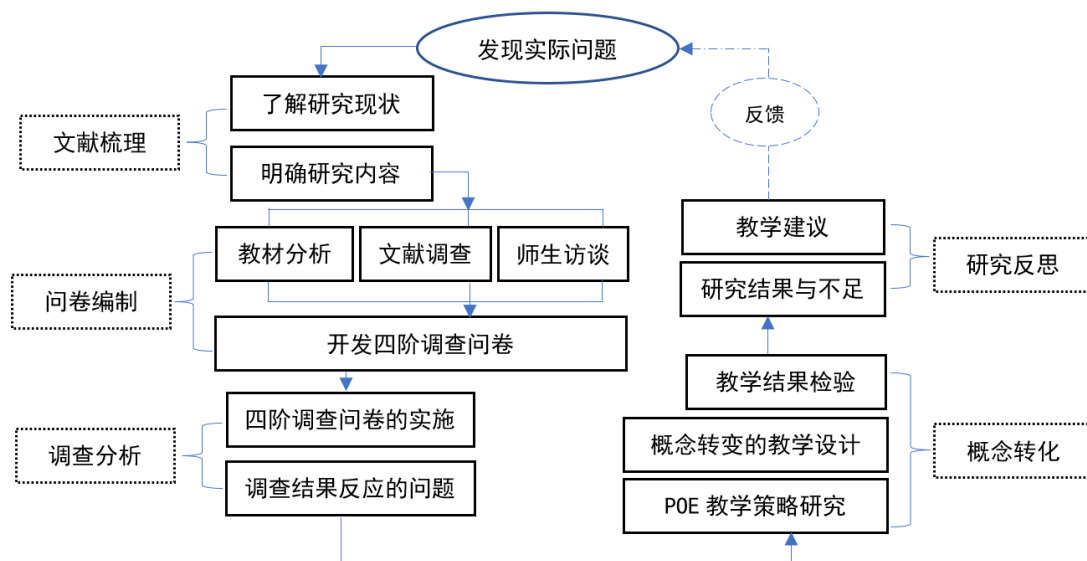 发现实际问题
了解研究现状
文献梳理
明确研究内容
教材分析
文献调查
师生访谈
问卷编制
开发四阶调查问卷
四阶调查问卷的实施
调查分析
调查结果反应的问题
反馈
教学建议
研究反思
研究结果与不足
教学结果检验
概念转变的教学设计
概念转化
POE 教学策略研究